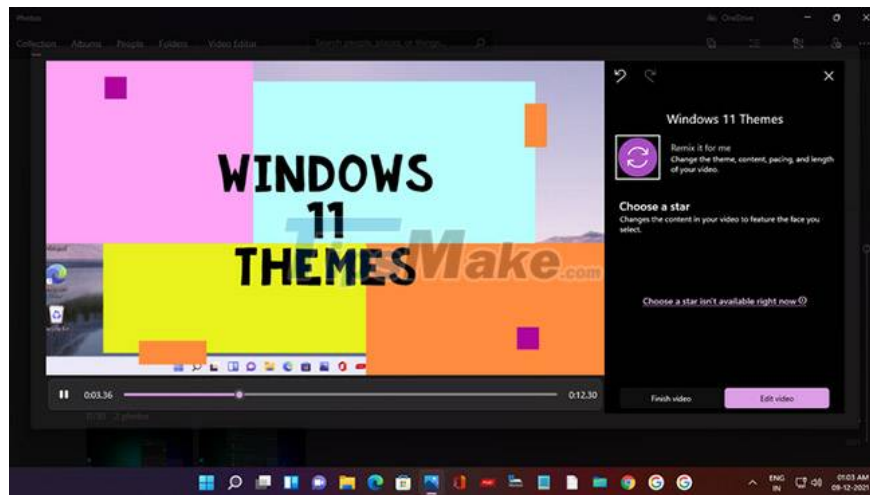 Photos
OneDrive
Collection Albums People Folders Video Editor
Search people, places, or things...
WINDOWS
11
THEMES
TipsMake.com
Windows 11 Themes
Remix it for me
Change the theme, content, pacing, and length
of your video.
Choose a star
Changes the content in your video to feature the face you
select.
Choose a star isn't available right now
0:03.36
0:12.30
Finish video
Edit video
2 photos
ENG
IN
01:03 AM
09-12-2021